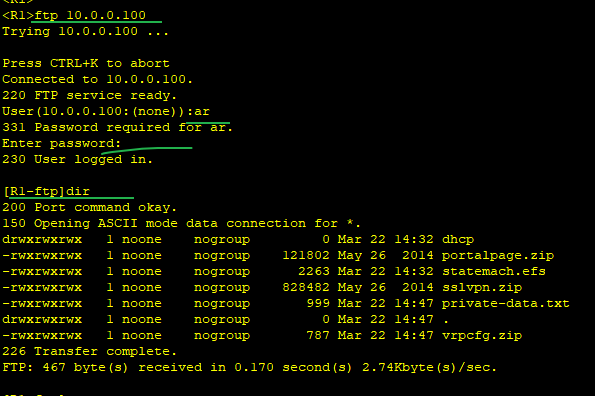 <R1>ftp 10.0.0.100
Trying 10.0.0.100 ...
Press CTRL+K to abort
Connected to 10.0.0.100.
220 FTP service ready.
User(10.0.0.100:(none)):ar
331 Password required for ar.
Enter password:
230 User logged in.
[R1-ftp]dir
200 Port command okay.
150 Opening ASCII mode data connection for *.
drwxrwxrwx   1 noone    nogroup         0 Mar 22 14:32 dhcp
-rwxrwxrwx   1 noone    nogroup    121802 May 26  2014 portalpage.zip
-rwxrwxrwx   1 noone    nogroup      2263 Mar 22 14:32 statemach.efs
-rwxrwxrwx   1 noone    nogroup    828482 May 26  2014 sslvpn.zip
-rwxrwxrwx   1 noone    nogroup       999 Mar 22 14:47 private-data.txt
drwxrwxrwx   1 noone    nogroup         0 Mar 22 14:47 .
-rwxrwxrwx   1 noone    nogroup       787 Mar 22 14:47 vrpcfg.zip
226 Transfer complete.
FTP: 467 byte(s) received in 0.170 second(s) 2.74Kbyte(s)/sec.